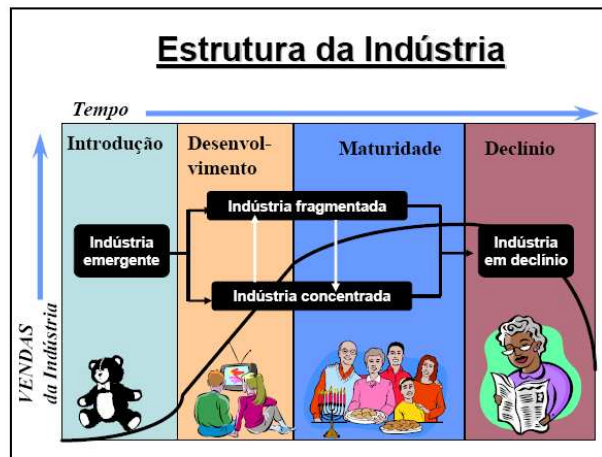 Estrutura da Indústria
Tempo
Introdução
Desenvol-
vimento
Maturidade
Declínio
Indústria fragmentada
Indústria
emergente
Indústria
em declínio
Indústria concentrada
VENDAS
da Indústria